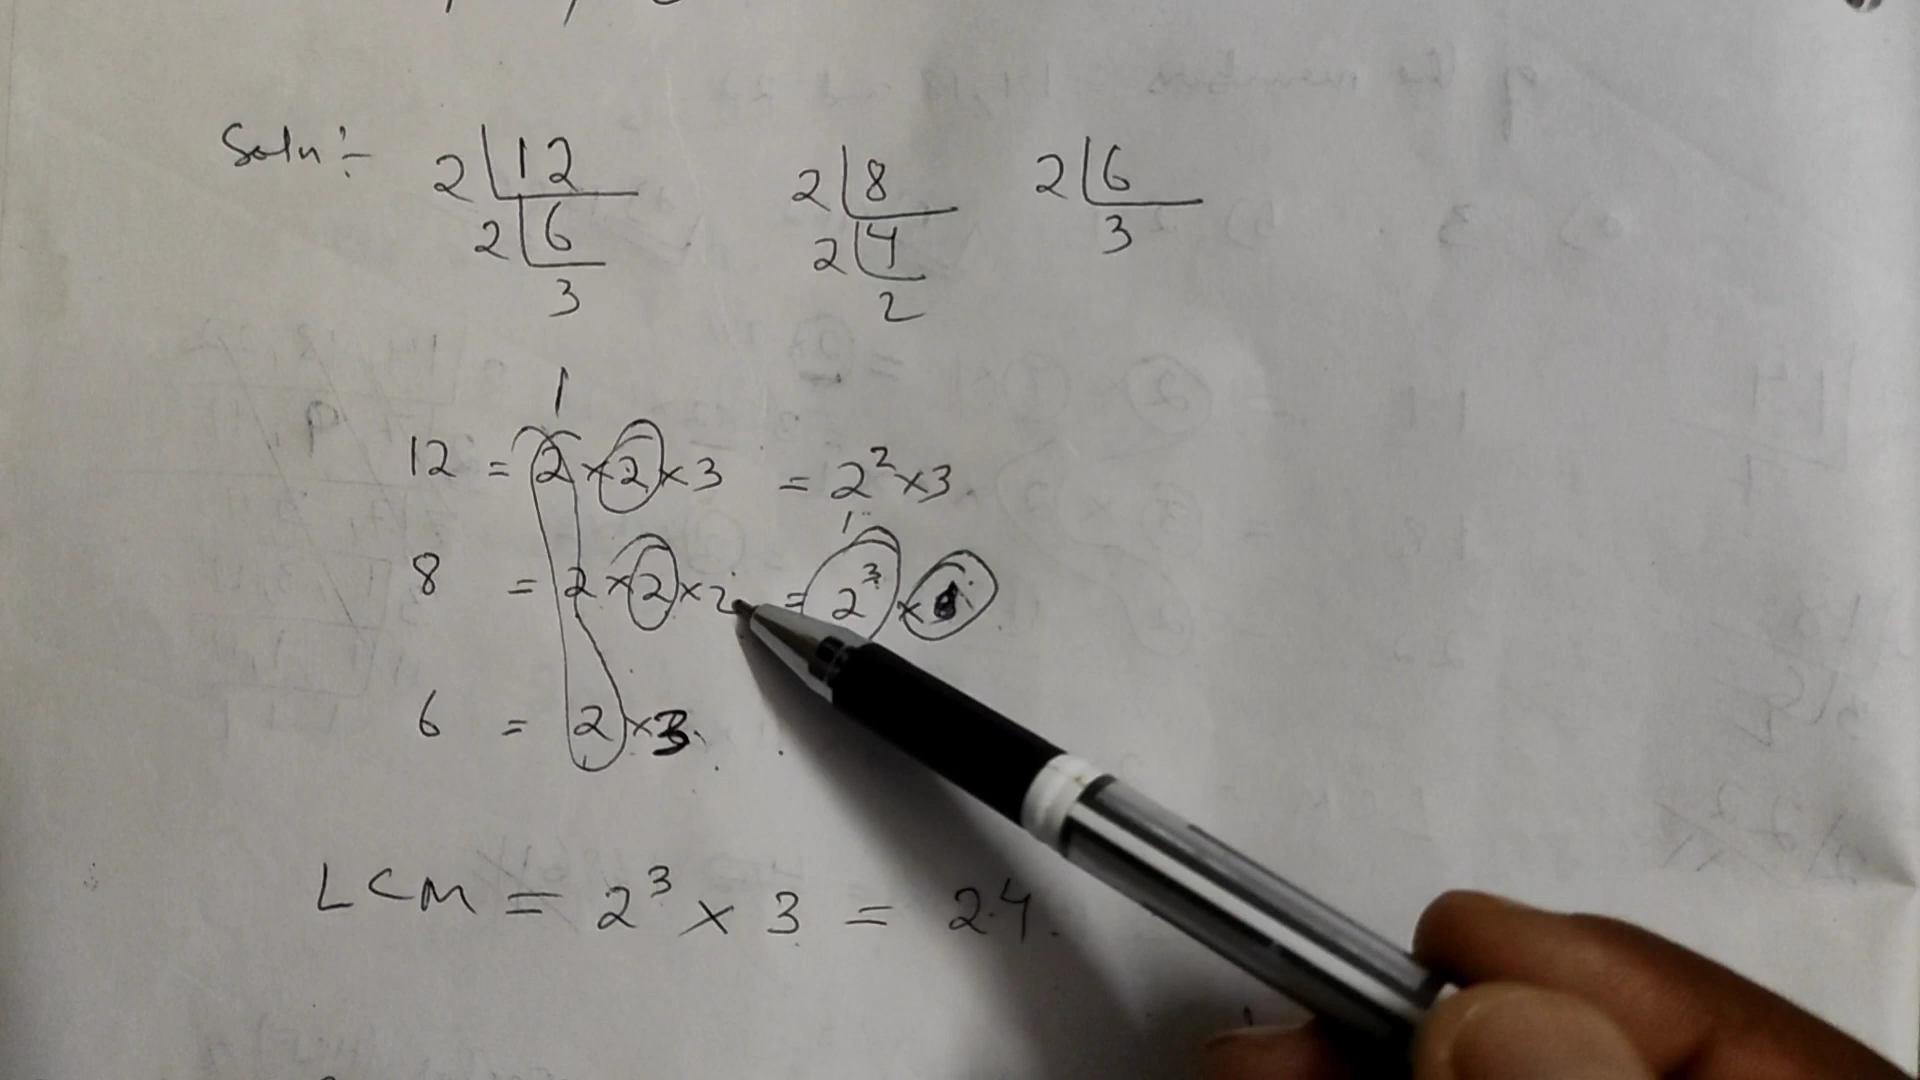 Soln :- 2 12 2 8 2 6
2 6 2 4 3
3 2
1
12 = 2 × 2 × 3 = 2² × 3
1
8 = 2 × 2 × 2 = 2³ ×
6 = 2 × 3
LCM = 2³ × 3 = 24.